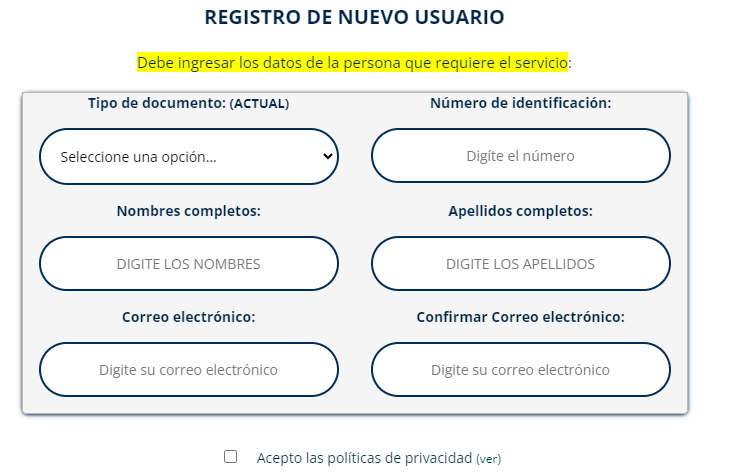 REGISTRO DE NUEVO USUARIO
Debe ingresar los datos de la persona que requiere el servicio:
Tipo de documento: (ACTUAL)
Número de identificación:
Seleccione una opción...
Digíte el número
Nombres completos:
Apellidos completos:
DIGITE LOS NOMBRES
DIGITE LOS APELLIDOS
Correo electrónico:
Confirmar Correo electrónico:
Digite su correo electrónico
Digite su correo electrónico
Acepto las políticas de privacidad (ver)